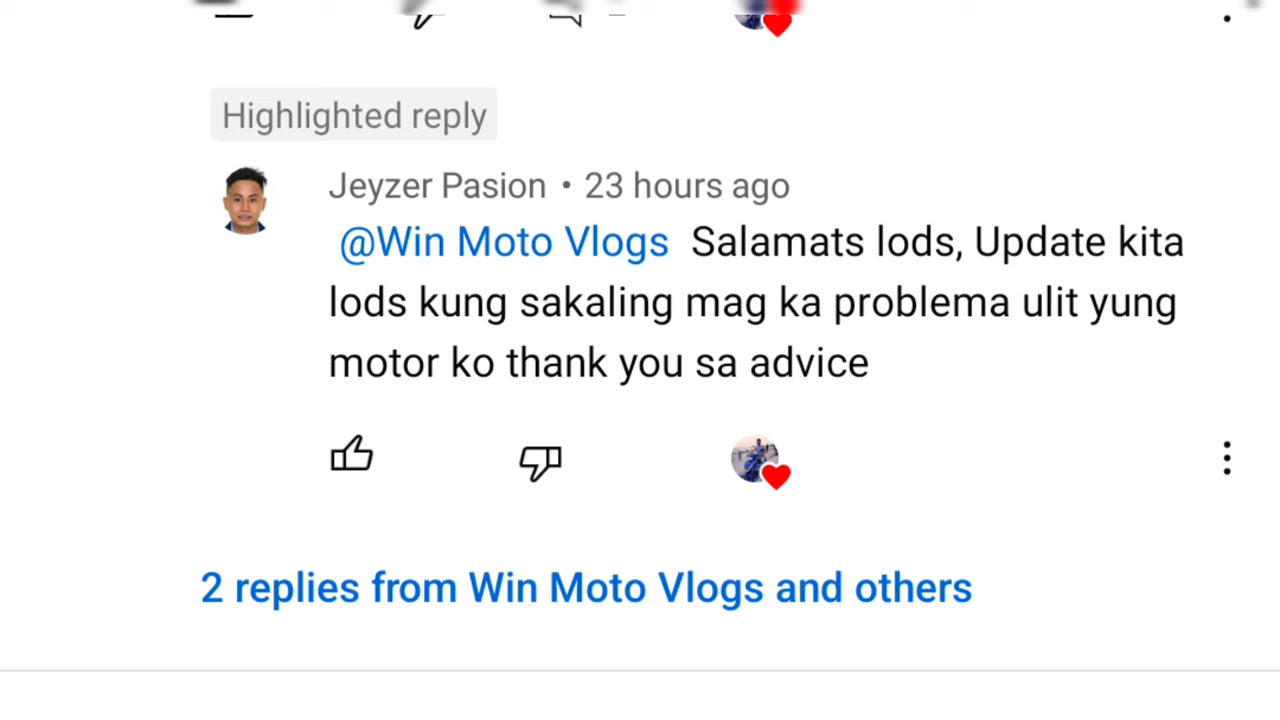 Highlighted reply
Jeyzer Pasion • 23 hours ago
@Win Moto Vlogs Salamats lods, Update kita
lods kung sakaling mag ka problema ulit yung
motor ko thank you sa advice
2 replies from Win Moto Vlogs and others